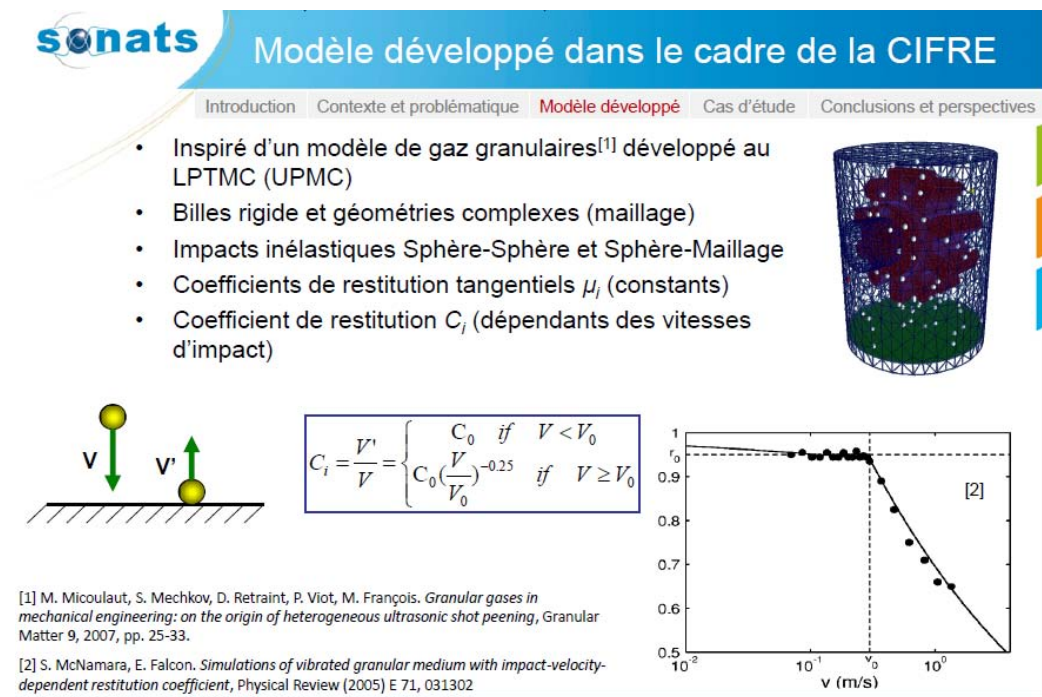 sonats
Modèle développé dans le cadre de la CIFRE
Introduction Contexte et problématique Modèle développé Cas d'étude Conclusions et perspectives
• Inspiré d'un modèle de gaz granulaires[1] développé au
LPTMC (UPMC)
• Billes rigide et géométries complexes (maillage)
• Impacts inélastiques Sphère-Sphère et Sphère-Maillage
• Coefficients de restitution tangentiels μi (constants)
• Coefficient de restitution Ci (dépendants des vitesses
d'impact)
V V'
Ci = V'/V = { C0 if V < V0
C0(V/V0)^-0.25 if V ≥ V0
1
r0
0.9
0.8
0.7
0.6
0.5
[2]
10^-2 10^-1 v0 10^0
v (m/s)
[1] M. Micoulaut, S. Mechkov, D. Retraint, P. Viot, M. François. Granular gases in
mechanical engineering: on the origin of heterogeneous ultrasonic shot peening, Granular
Matter 9, 2007, pp. 25-33.
[2] S. McNamara, E. Falcon. Simulations of vibrated granular medium with impact-velocity-
dependent restitution coefficient, Physical Review (2005) E 71, 031302